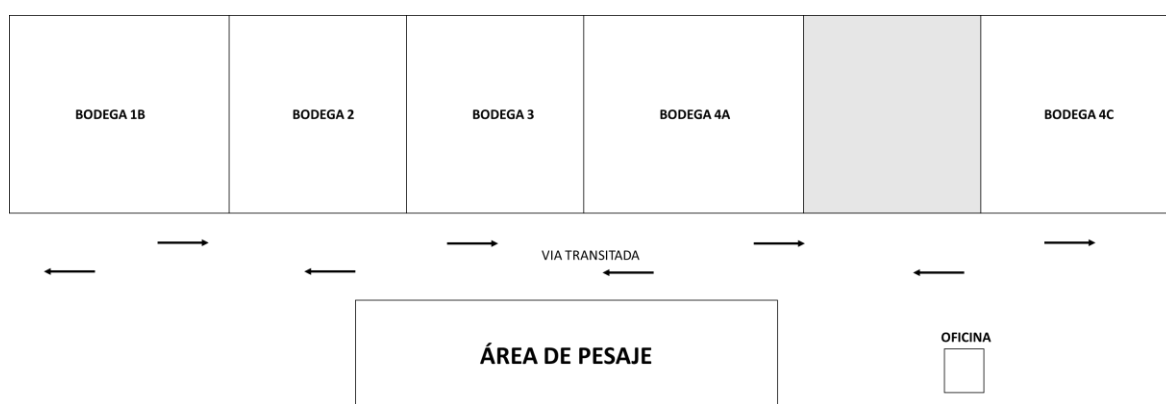 BODEGA 1B
BODEGA 2
BODEGA 3
BODEGA 4A
BODEGA 4C
VIA TRANSITADA
ÁREA DE PESAJE
OFICINA